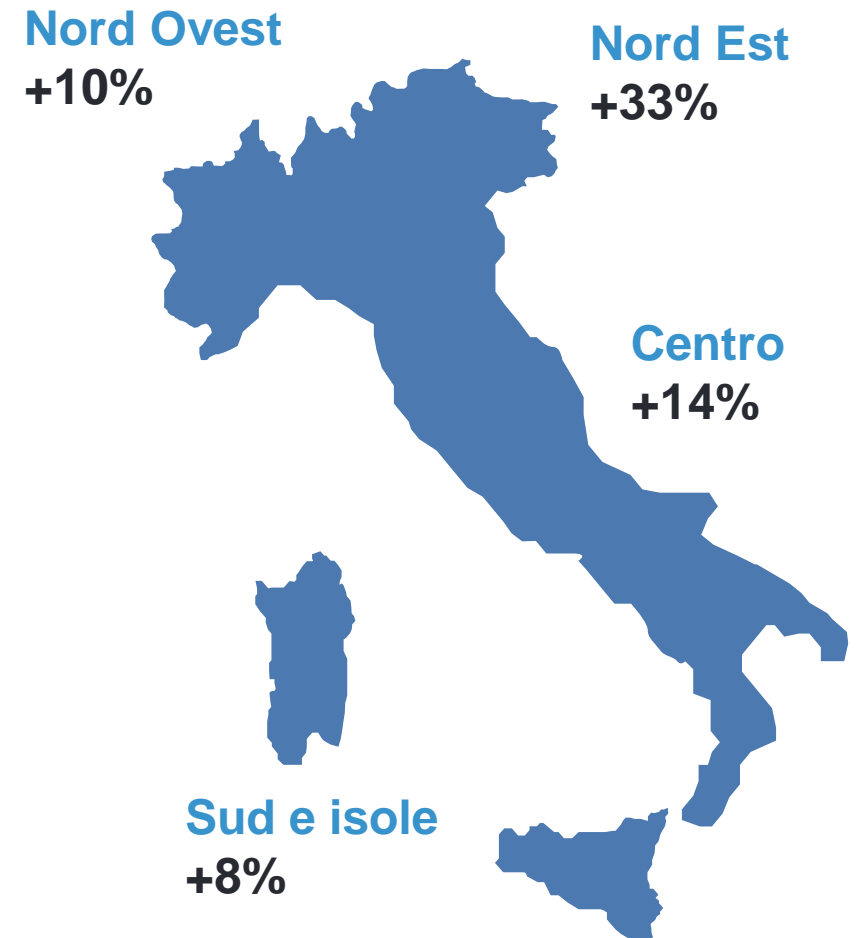 Nord Ovest
+10%
Nord Est
+33%
Centro
+14%
Sud e isole
+8%